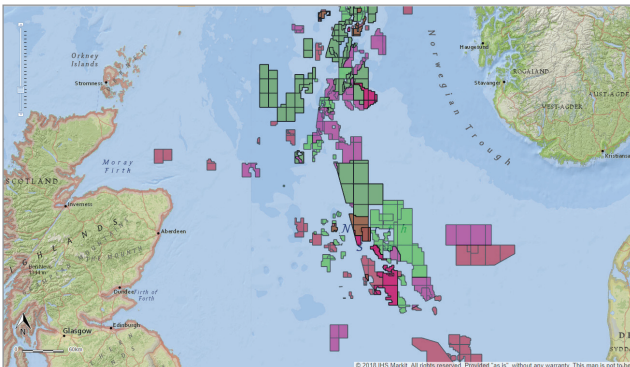 Orkney
Islands
Stromness
Haugesund
Norwegian Trough
ROGALAND
Stavanger
AUST-AGDER
VEST-AGDER
Kristians
Moray
Firth
SCOTLAND
Inverness
Aberdeen
HIGHLANDS
N
Dundee
Firth of
Forth
N
Edinburgh
Glasgow
60km
© 2018 IHS Markit. All rights reserved. Provided "as is", without any warranty. This map is not to be